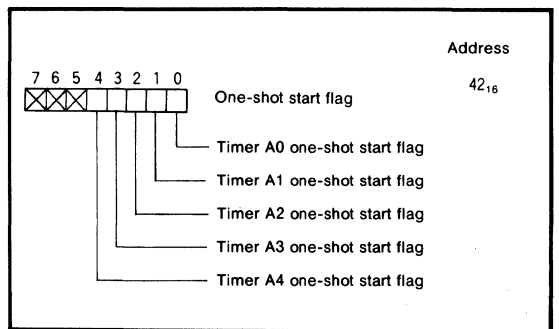 Address
7 6 5 4 3 2 1 0
One-shot start flag
42₁₆
Timer A0 one-shot start flag
Timer A1 one-shot start flag
Timer A2 one-shot start flag
Timer A3 one-shot start flag
Timer A4 one-shot start flag